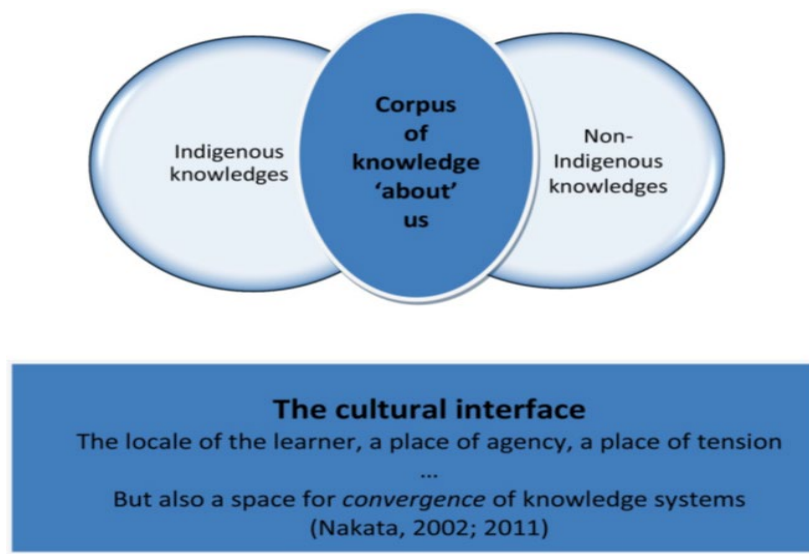 Indigenous
knowledges
Corpus
of
knowledge
‘about’
us
Non-
Indigenous
knowledges
The cultural interface
The locale of the learner, a place of agency, a place of tension
...
But also a space for convergence of knowledge systems
(Nakata, 2002; 2011)